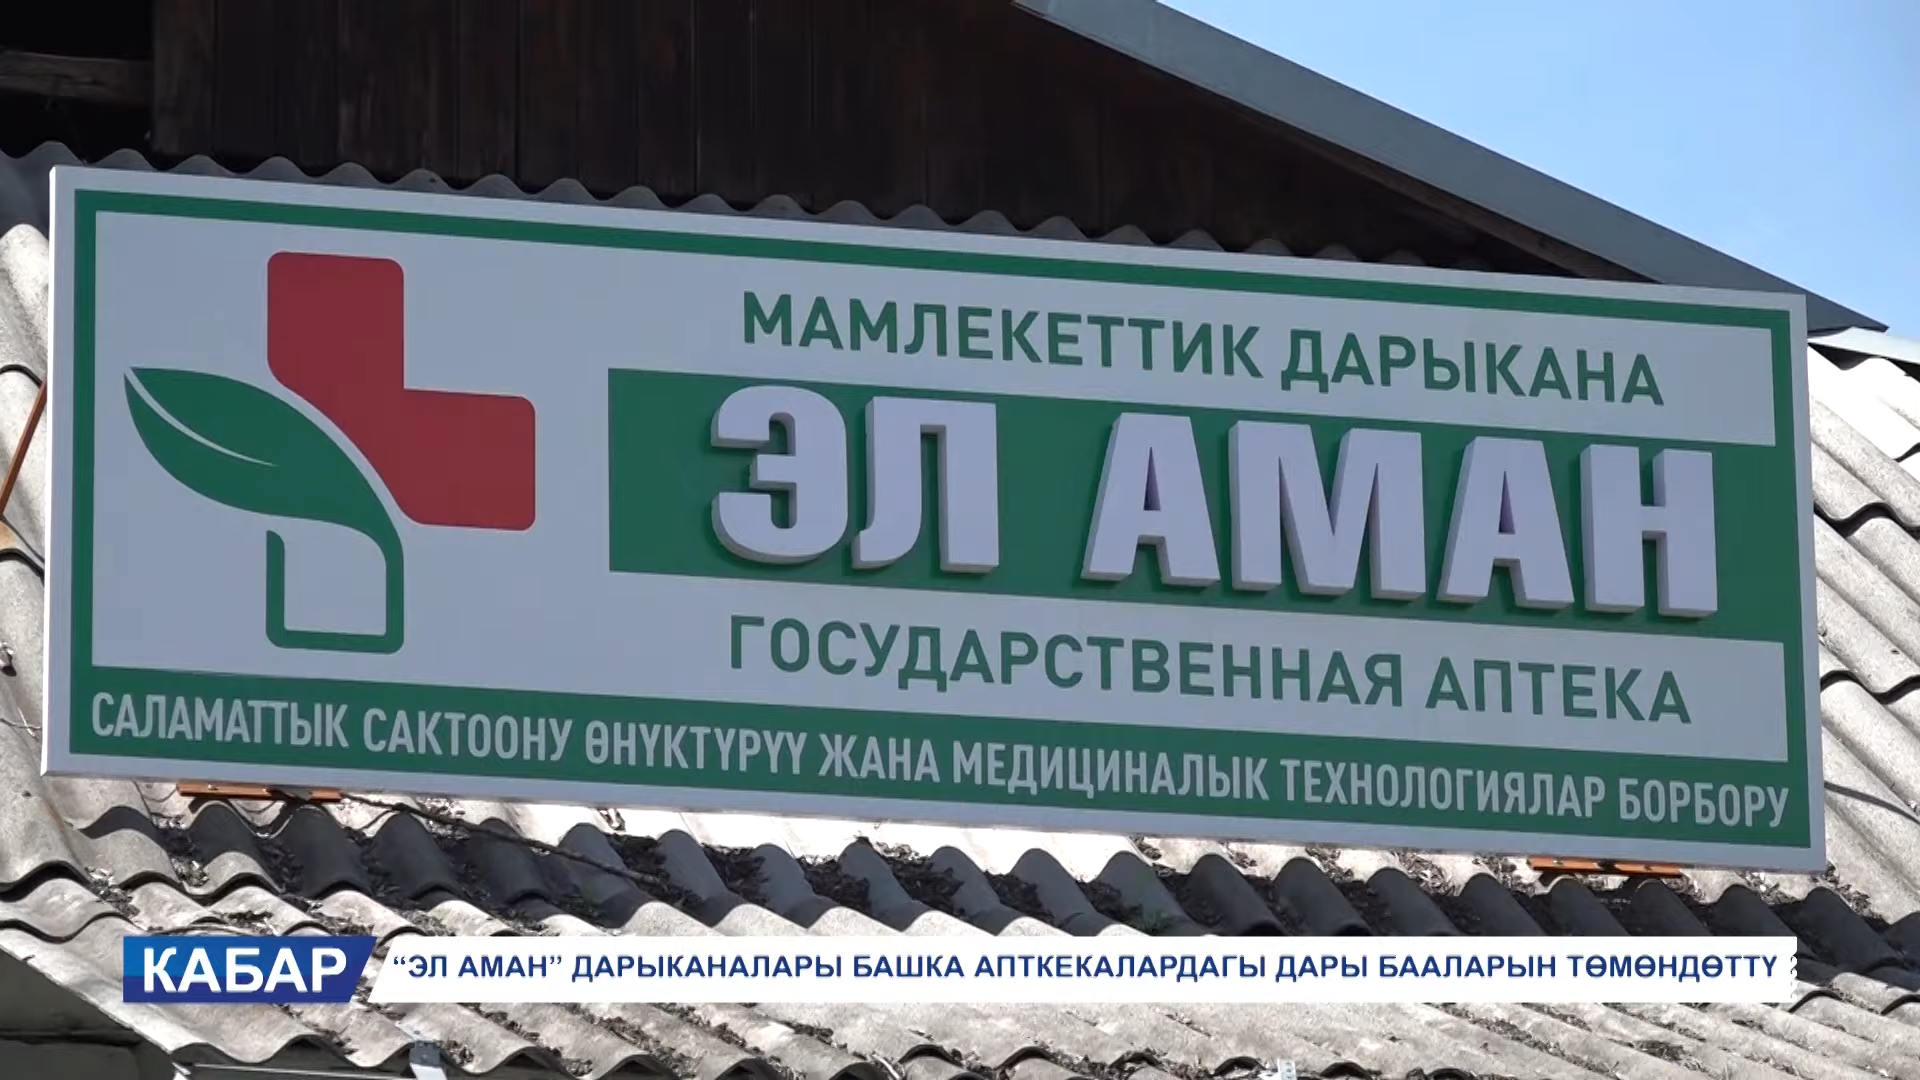 МАМЛЕКЕТТИК ДАРЫКАНА
ЭЛ АМАН
ГОСУДАРСТВЕННАЯ АПТЕКА
САЛАМАТТЫК САКТООНУ ӨНҮКТҮРҮҮ ЖАНА МЕДИЦИНАЛЫК ТЕХНОЛОГИЯЛАР БОРБОРУ
КАБАР
“ЭЛ АМАН” ДАРЫКАНАЛАРЫ БАШКА АПТКЕКАЛАРДАГЫ ДАРЫ БААЛАРЫН ТӨМӨНДӨТТҮ